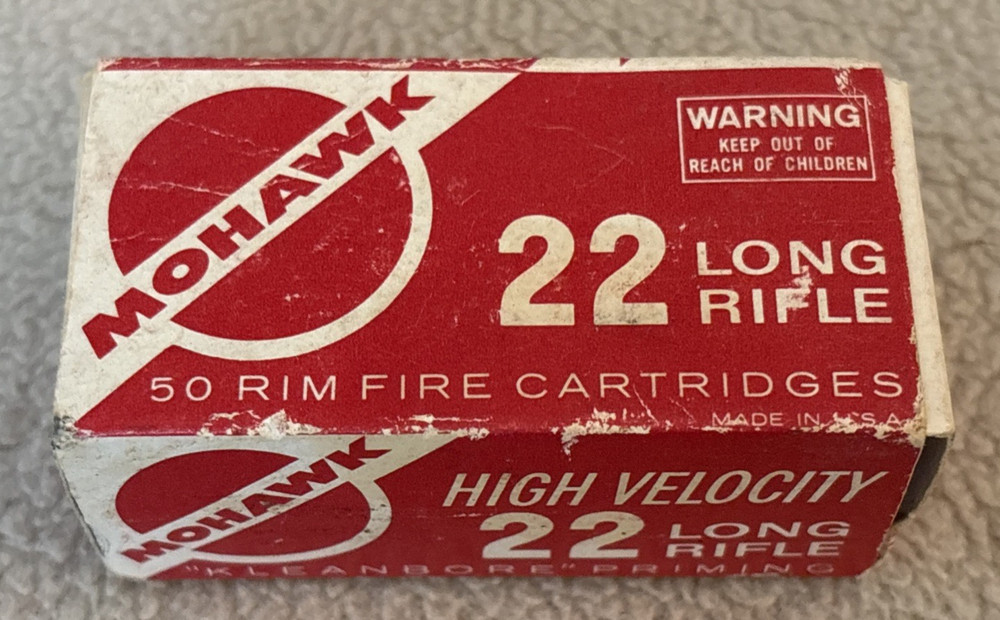 MOHAWK
WARNING
KEEP OUT OF
REACH OF CHILDREN
22 LONG
RIFLE
50 RIM FIRE CARTRIDGES
MADE IN U.S.A.
MOHAWK
HIGH VELOCITY
22 LONG
RIFLE
"KLEANBORE" PRIMING